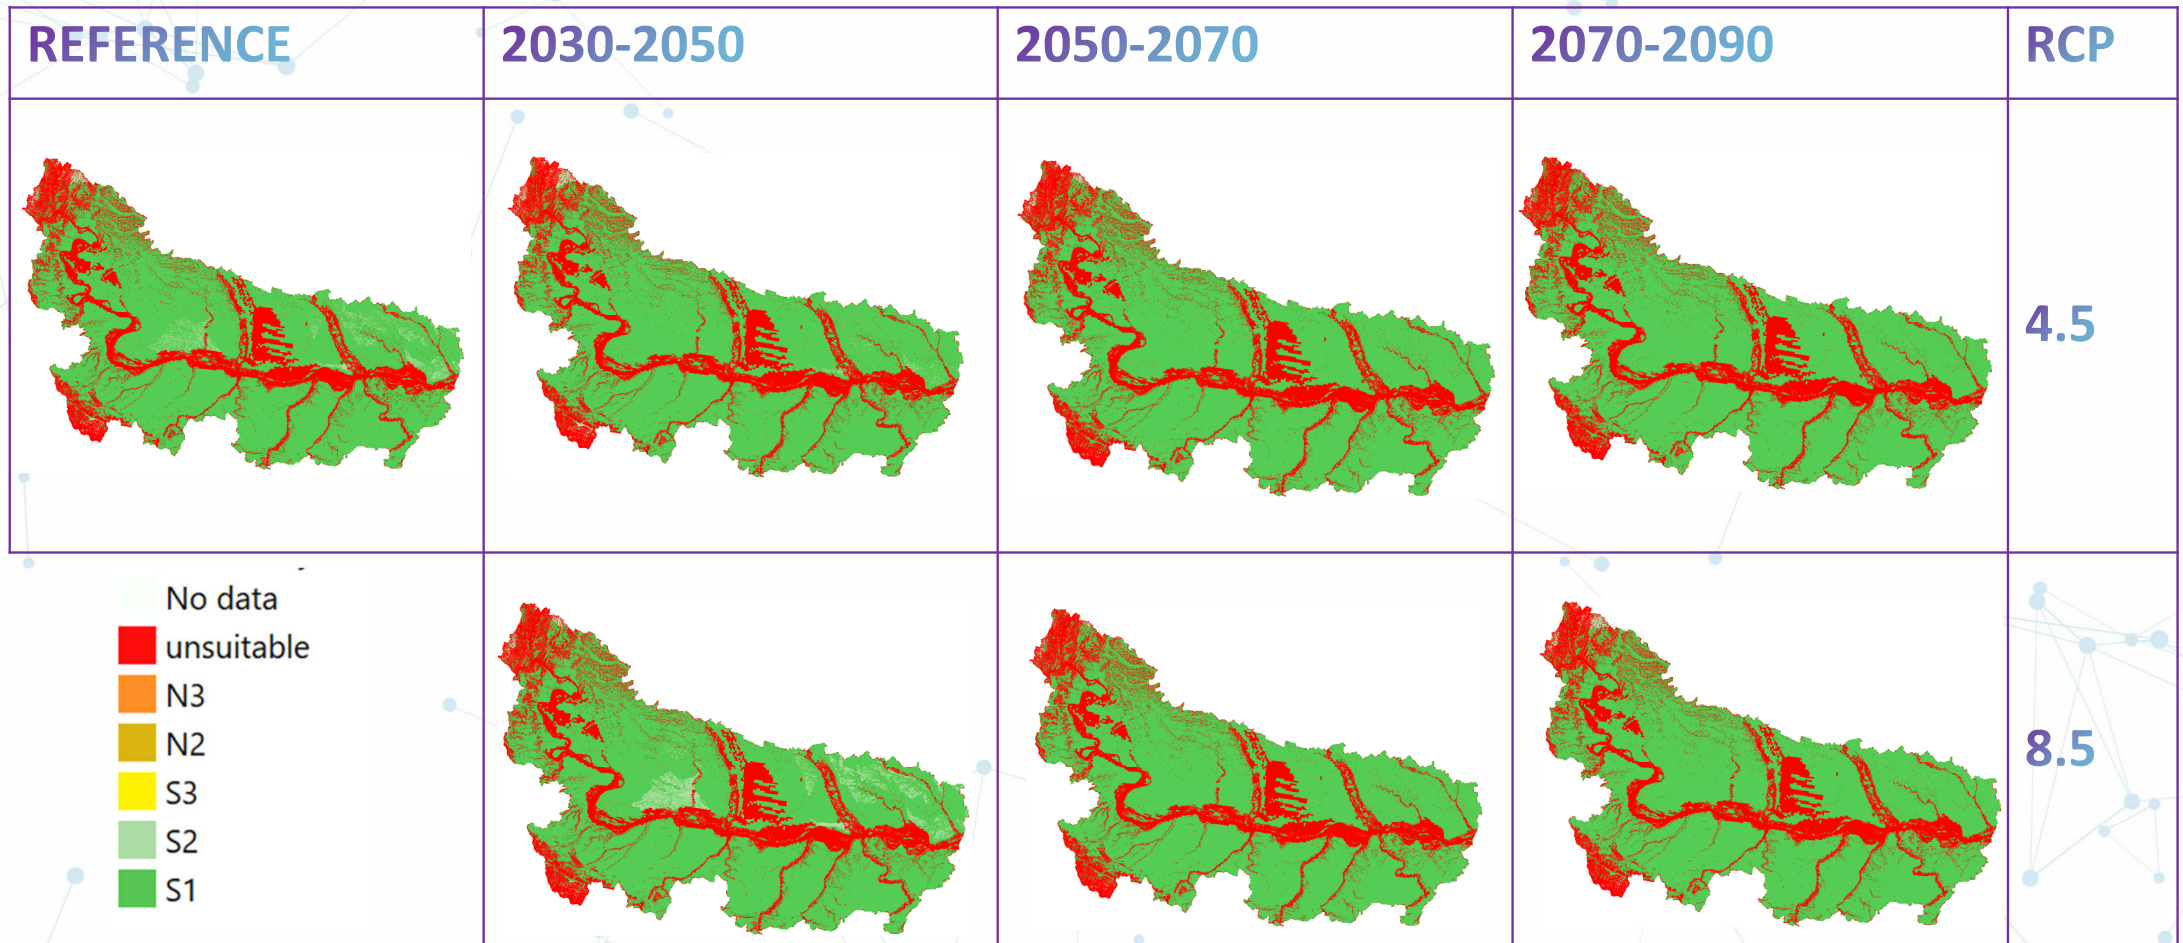 REFERENCE
2030-2050
2050-2070
2070-2090
RCP
4.5
No data
unsuitable
N3
N2
S3
S2
S1
8.5